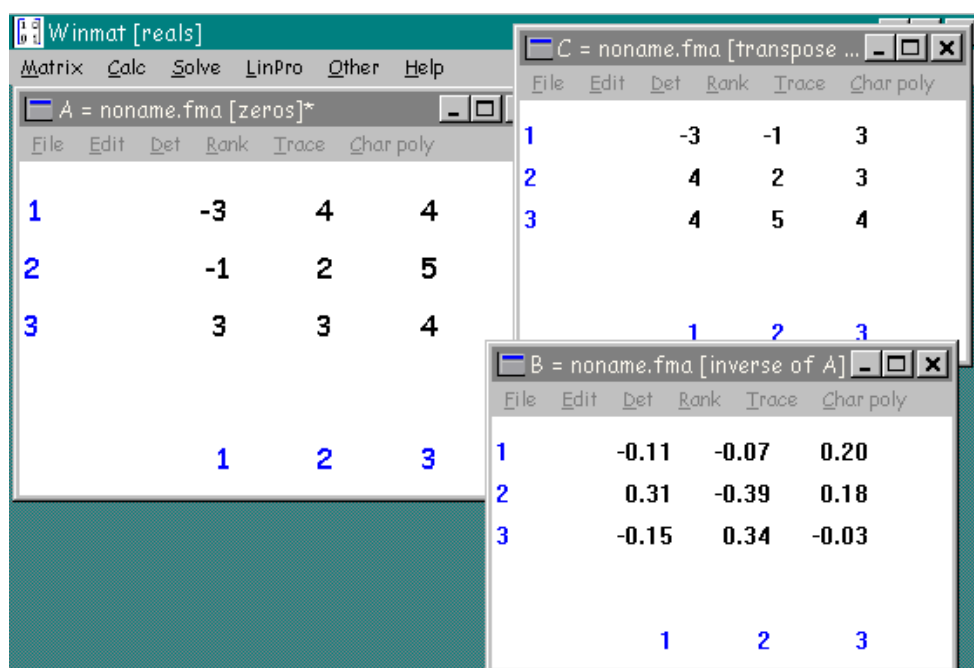 Winmat [reals]
Matrix Calc Solve LinPro Other Help
A = noname.fma [zeros]*
File Edit Det Rank Trace Char poly
1 -3 4 4
2 -1 2 5
3 3 3 4
1 2 3
C = noname.fma [transpose ...
File Edit Det Rank Trace Char poly
1 -3 -1 3
2 4 2 3
3 4 5 4
1 2 3
B = noname.fma [inverse of A]
File Edit Det Rank Trace Char poly
1 -0.11 -0.07 0.20
2 0.31 -0.39 0.18
3 -0.15 0.34 -0.03
1 2 3